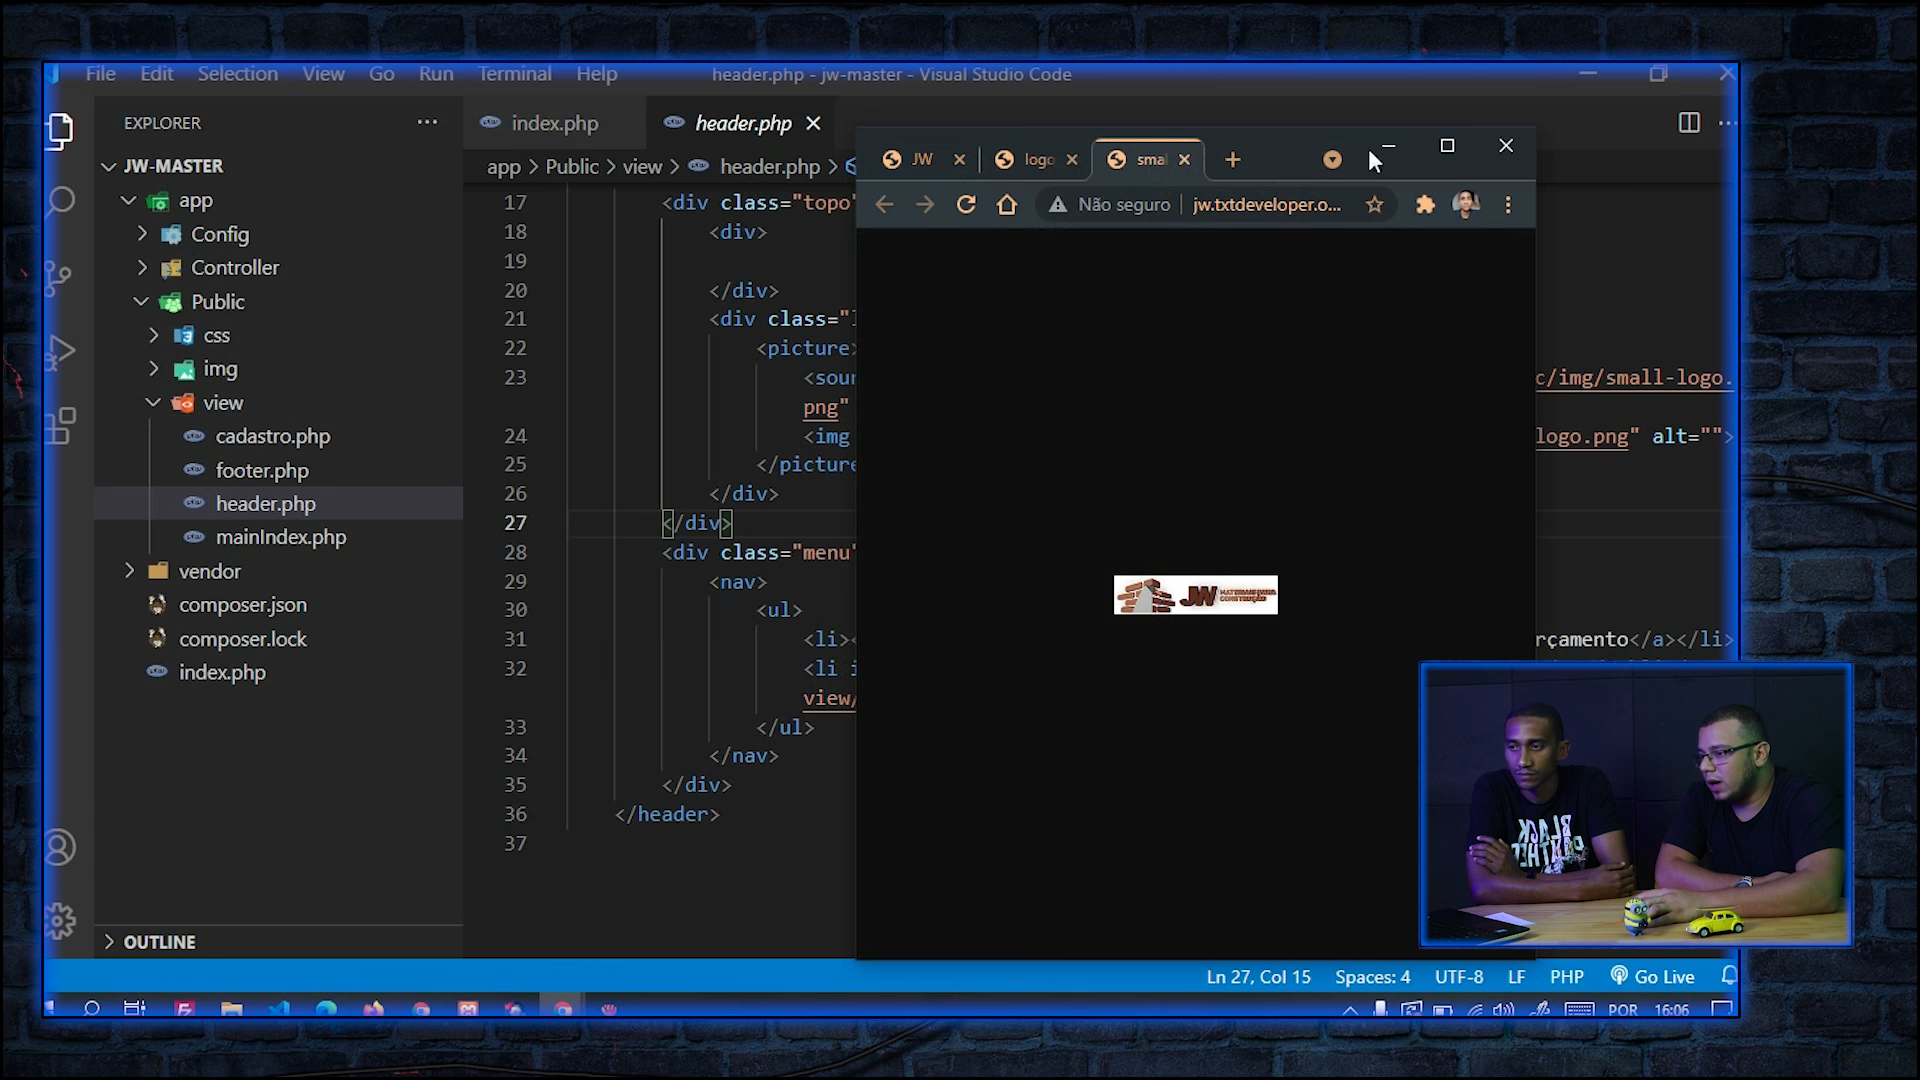 File Edit Selection View Go Run Terminal Help
header.php - jw-master - Visual Studio Code
EXPLORER
JW-MASTER
app
Config
Controller
Public
css
img
view
cadastro.php
footer.php
header.php
mainIndex.php
vendor
composer.json
composer.lock
index.php
OUTLINE
index.php
header.php
app > Public > view > header.php >
17 <div class="topo"
18 <div>
19
20 </div>
21 <div class="
22 <picture>
23 <sour c/img/small-logo.
png"
24 <img logo.png" alt="">
25 </picture
26 </div>
27 </div>
28 <div class="menu"
29 <nav>
30 <ul>
31 <li>< rçamento</a></li>
32 <li i
view/
33 </ul>
34 </nav>
35 </div>
36 </header>
37
JW
logo
smal
Não seguro
jw.txtdeveloper.o...
JW MATERIAIS PARA
CONSTRUÇÃO
BLACK
PANTHER
Ln 27, Col 15 Spaces: 4 UTF-8 LF PHP Go Live
POR 16:06